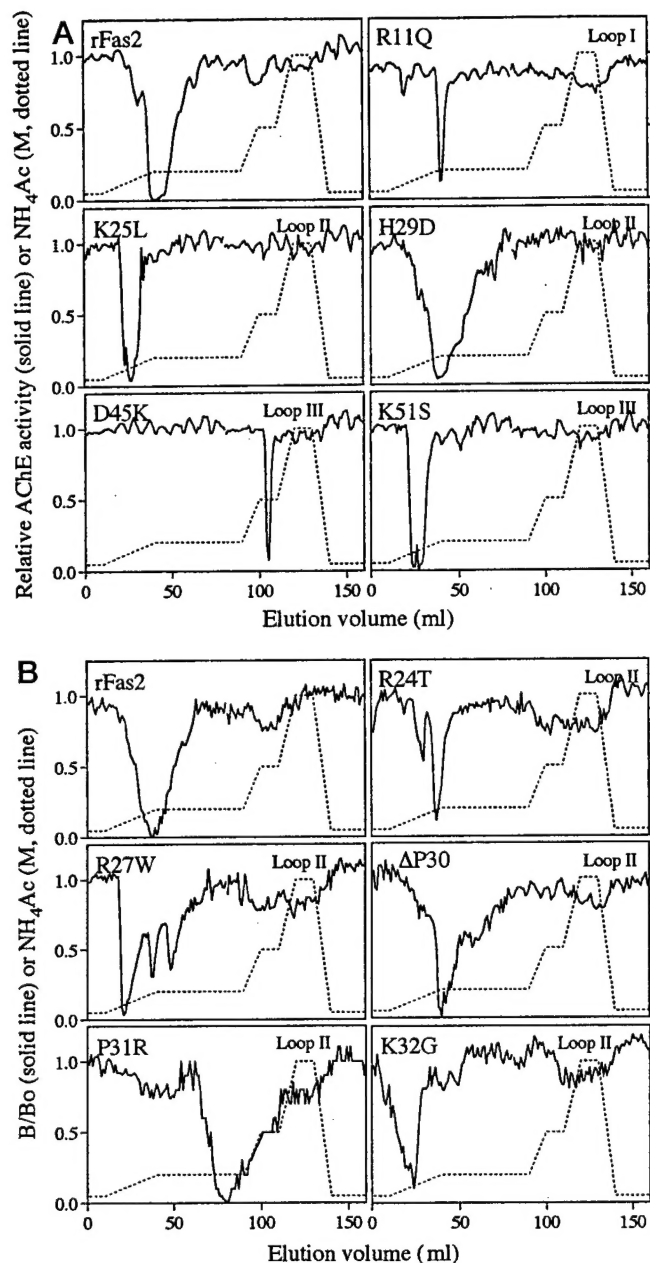 A
rFas2
R11Q
Loop I
1.0
0.5
0.0
K25L
Loop II
H29D
Loop II
1.0
0.5
0.0
D45K
Loop III
K51S
Loop III
1.0
0.5
0.0
0 50 100 150 0 50 100 150
Elution volume (ml)
Relative AChE activity (solid line) or NH₄Ac (M, dotted line)
B
rFas2
R24T
Loop II
1.0
0.5
0.0
R27W
Loop II
ΔP30
Loop II
1.0
0.5
0.0
P31R
Loop II
K32G
Loop II
1.0
0.5
0.0
0 50 100 150 0 50 100 150
Elution volume (ml)
B/Bo (solid line) or NH₄Ac (M, dotted line)